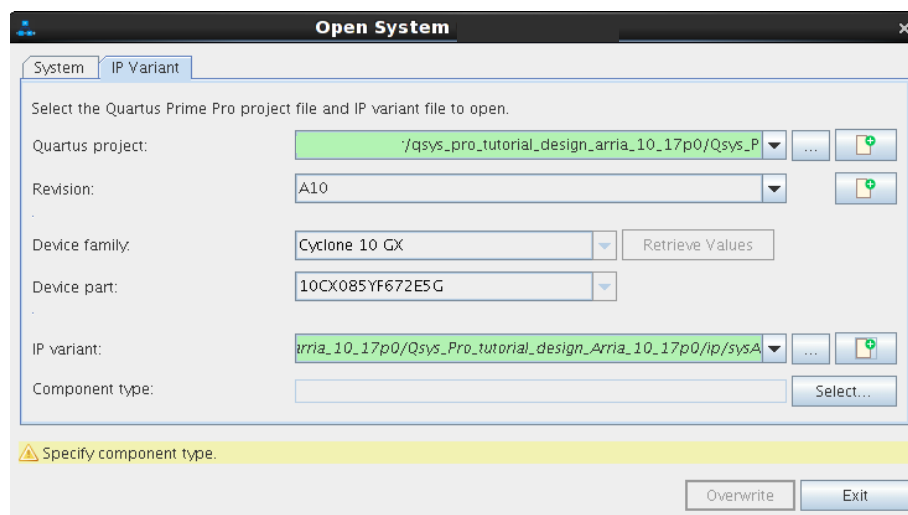 Open System
System IP Variant
Select the Quartus Prime Pro project file and IP variant file to open.
Quartus project: :/qsys_pro_tutorial_design_arria_10_17p0/Qsys_P ...
Revision: A10
Device family: Cyclone 10 GX Retrieve Values
Device part: 10CX085YF672E5G
IP variant: arria_10_17p0/Qsys_Pro_tutorial_design_Arria_10_17p0/ip/sysA ...
Component type: Select...
Specify component type.
Overwrite Exit